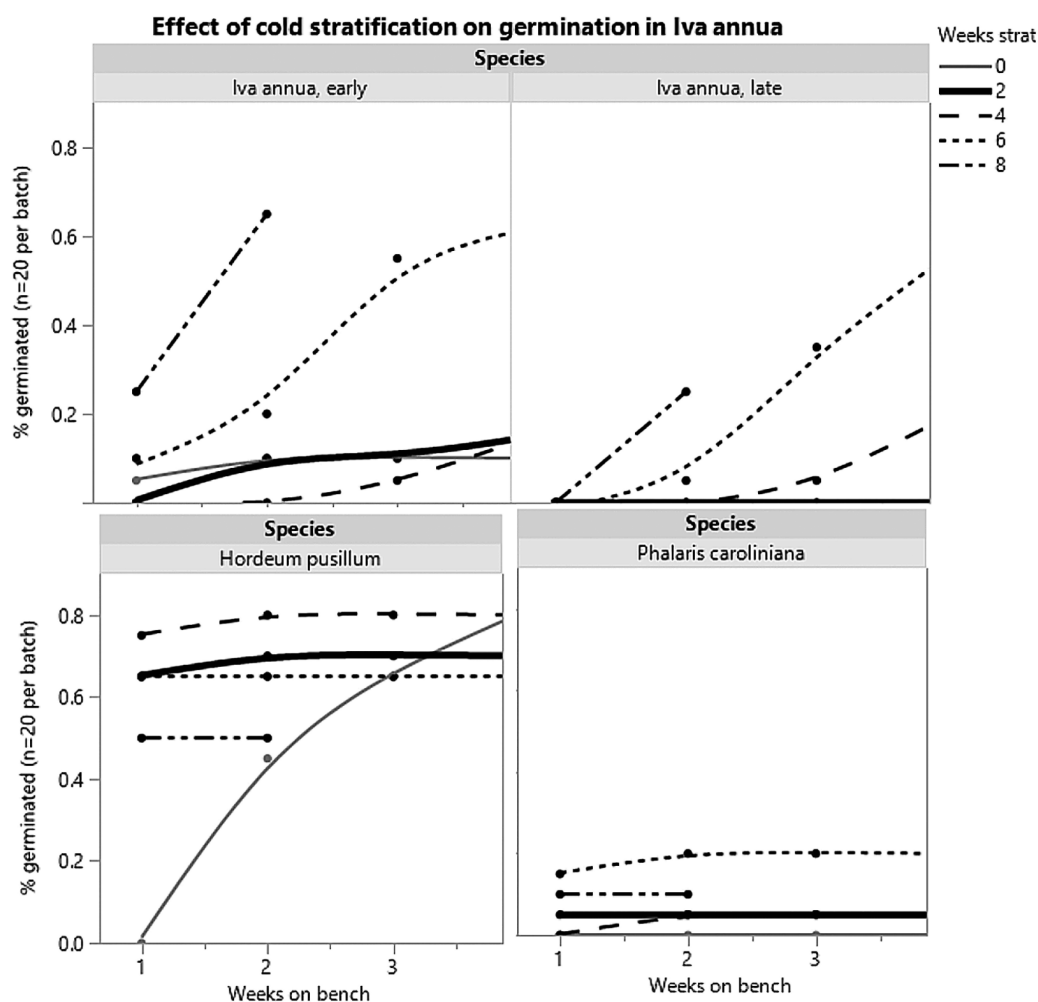 Effect of cold stratification on germination in Iva annua
Weeks strat
0
2
4
6
8
Species
Iva annua, early
Iva annua, late
% germinated (n=20 per batch)
0.8
0.6
0.4
0.2
Species
Hordeum pusillum
Species
Phalaris caroliniana
% germinated (n=20 per batch)
0.8
0.6
0.4
0.2
0.0
1 2 3
Weeks on bench
1 2 3
Weeks on bench